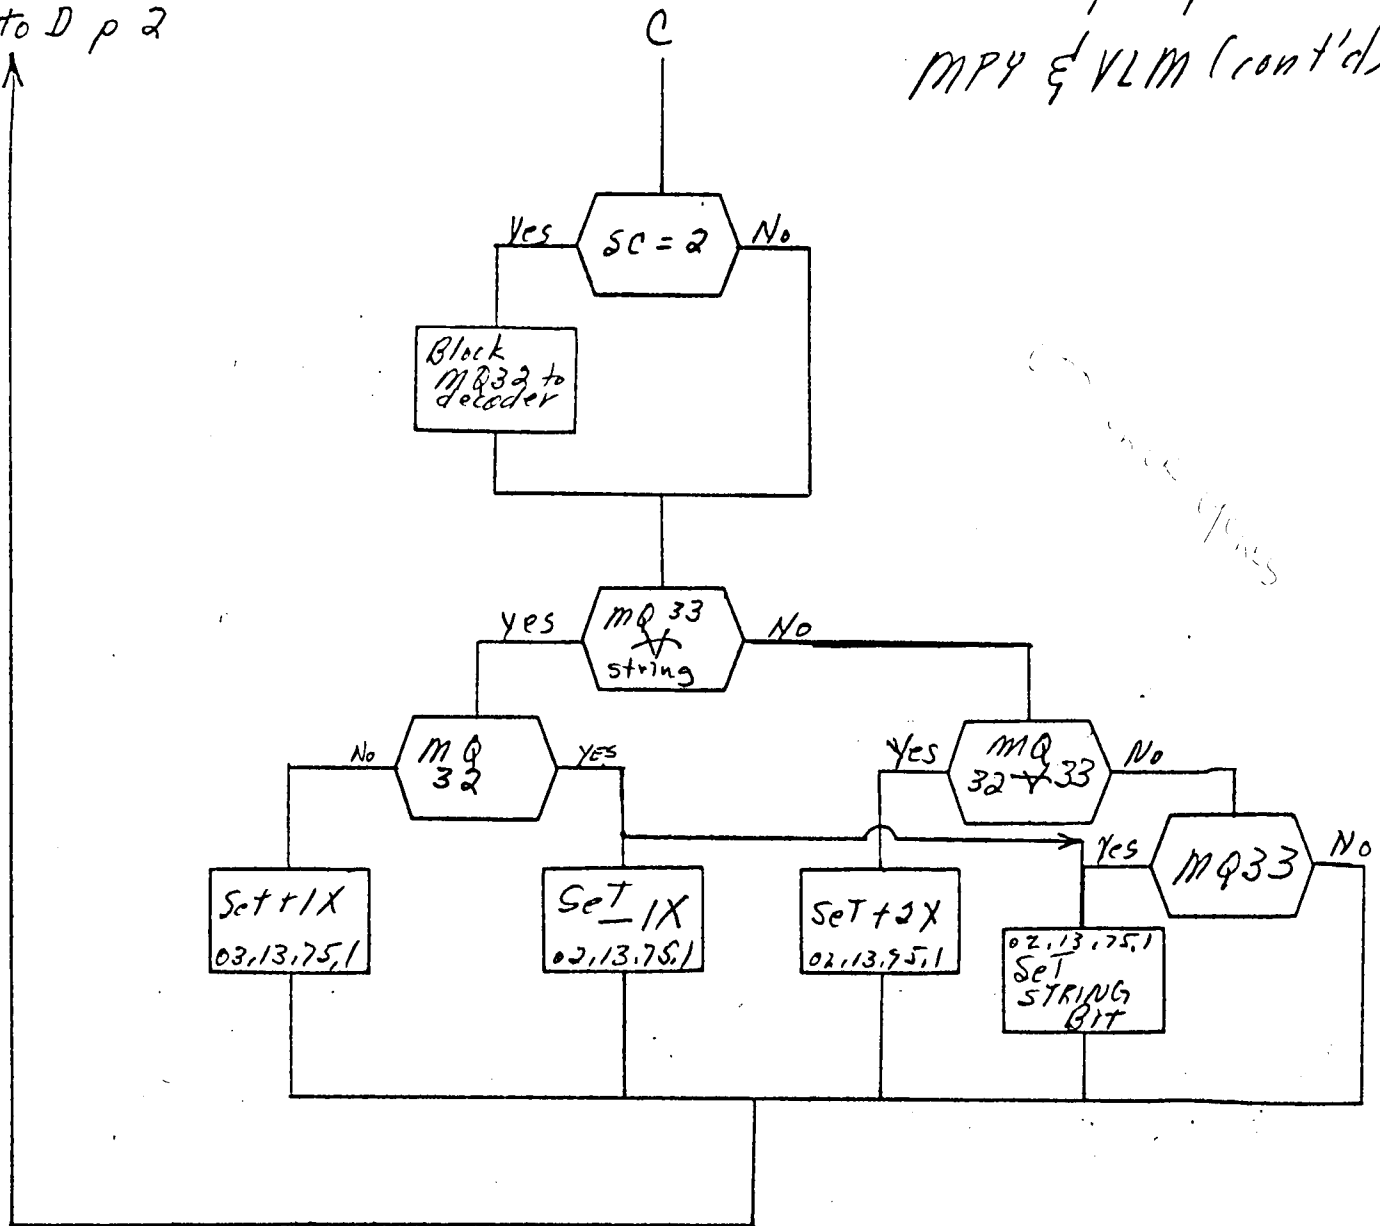 to D p 2
C
MPY & VLM (cont'd)
SC = 2
Yes
No
Block
MQ32 to
decoder
MQ 33
⊻
string
yes
No
MQ
32
No
YES
MQ
32 ⊻ 33
Yes
No
MQ33
Yes
No
Set +1X
03.13.75.1
SeT
-1X
02.13.75.1
SeT +2X
02.13.95.1
02.13.75.1
SeT
STRING
BIT